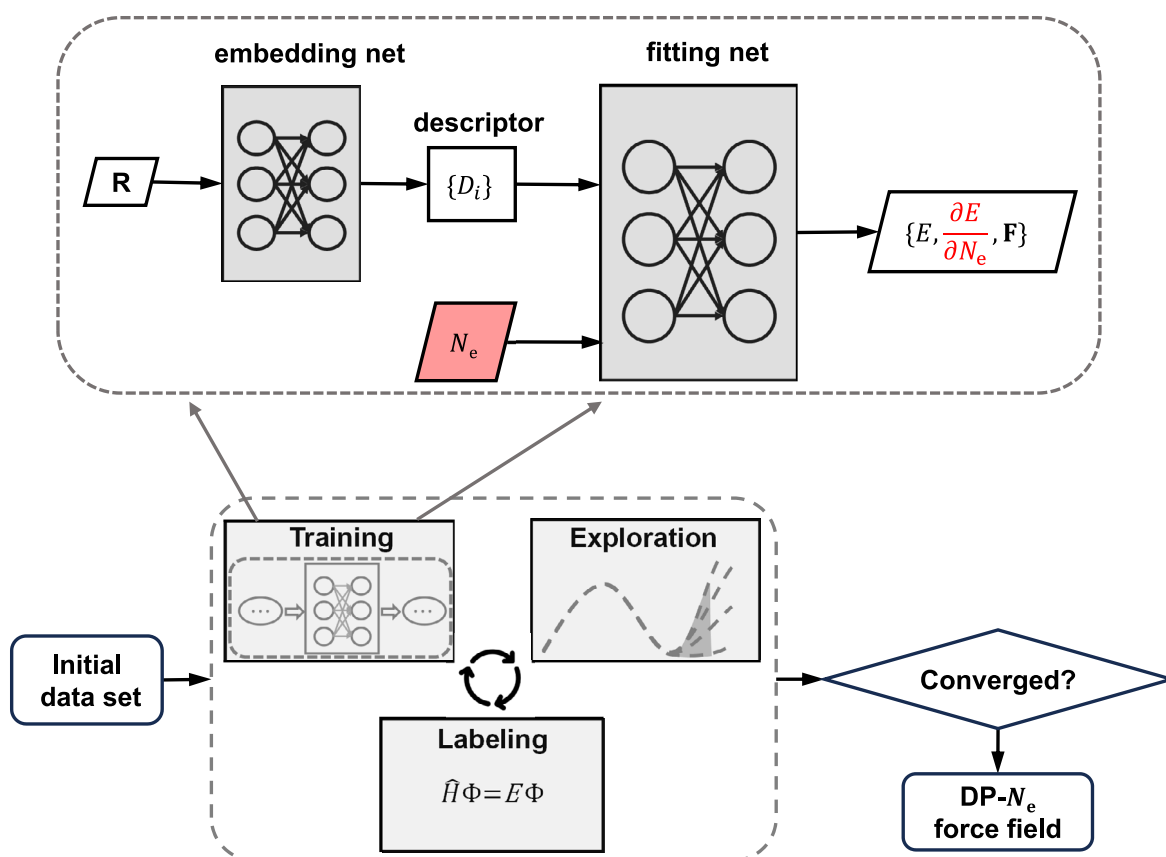 embedding net
fitting net
descriptor
R
{D_i}
{E, ∂E/∂N_e, F}
N_e
Training
Exploration
... ...
Initial
data set
Converged?
Labeling
ĤΦ=EΦ
DP-N_e
force field